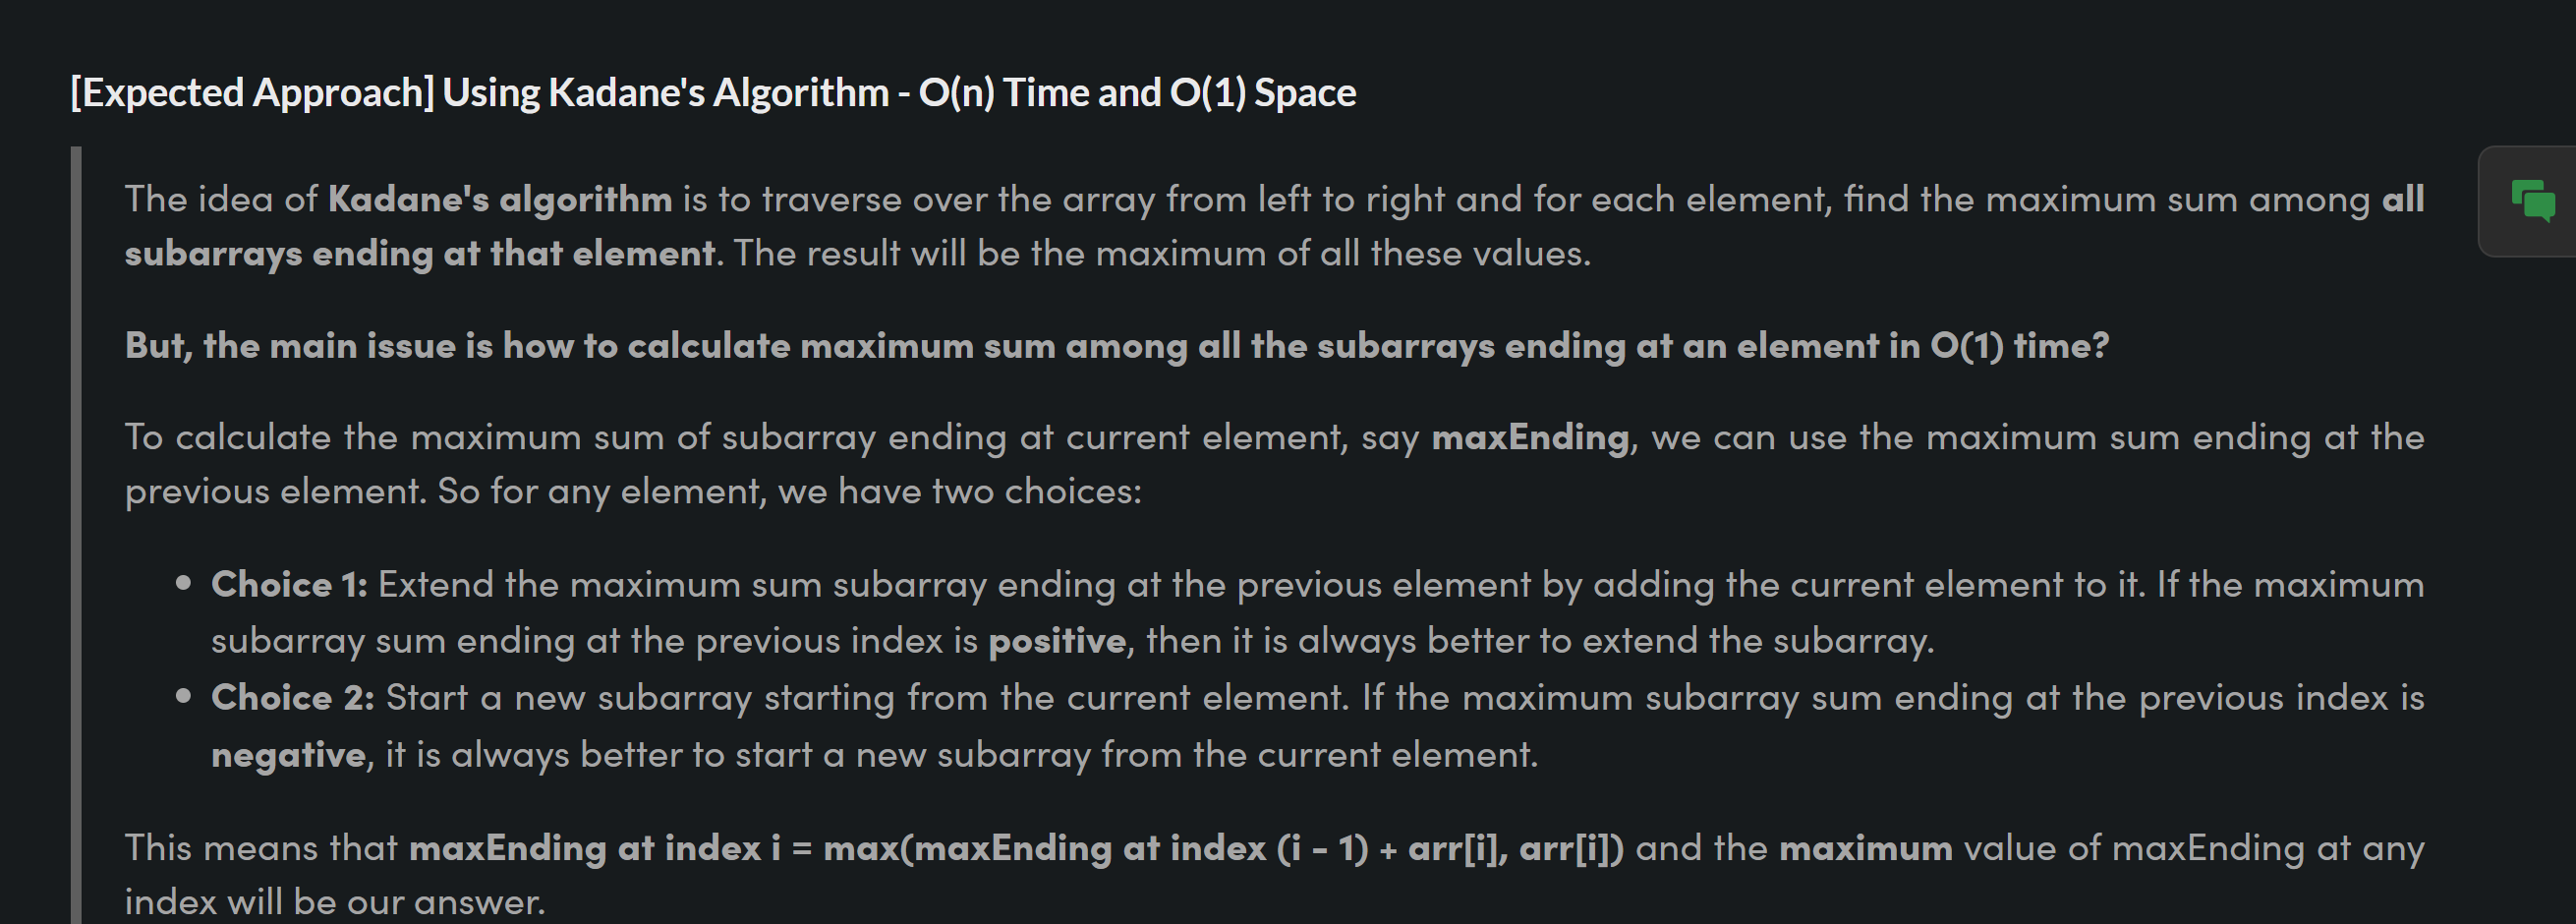 [Expected Approach] Using Kadane's Algorithm - O(n) Time and O(1) Space
The idea of Kadane's algorithm is to traverse over the array from left to right and for each element, find the maximum sum among all
subarrays ending at that element. The result will be the maximum of all these values.
But, the main issue is how to calculate maximum sum among all the subarrays ending at an element in O(1) time?
To calculate the maximum sum of subarray ending at current element, say maxEnding, we can use the maximum sum ending at the
previous element. So for any element, we have two choices:
• Choice 1: Extend the maximum sum subarray ending at the previous element by adding the current element to it. If the maximum
subarray sum ending at the previous index is positive, then it is always better to extend the subarray.
• Choice 2: Start a new subarray starting from the current element. If the maximum subarray sum ending at the previous index is
negative, it is always better to start a new subarray from the current element.
This means that maxEnding at index i = max(maxEnding at index (i - 1) + arr[i], arr[i]) and the maximum value of maxEnding at any
index will be our answer.